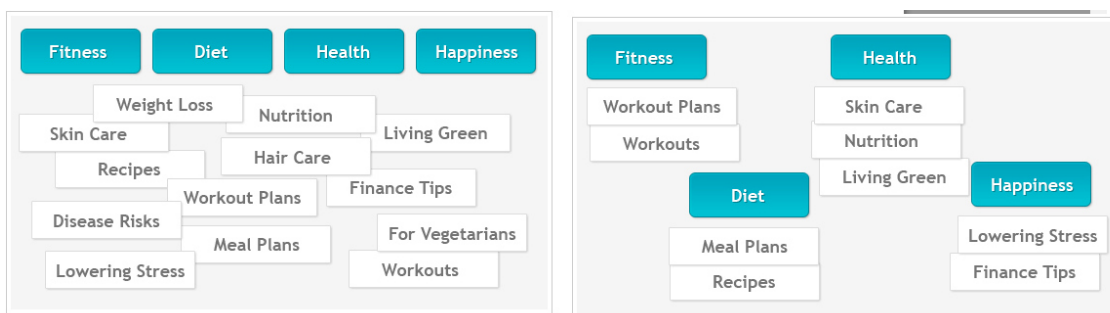 Fitness
Diet
Health
Happiness
Weight Loss
Nutrition
Skin Care
Living Green
Hair Care
Recipes
Finance Tips
Workout Plans
Disease Risks
For Vegetarians
Meal Plans
Lowering Stress
Workouts
Fitness
Workout Plans
Workouts
Health
Skin Care
Nutrition
Living Green
Diet
Meal Plans
Recipes
Happiness
Lowering Stress
Finance Tips